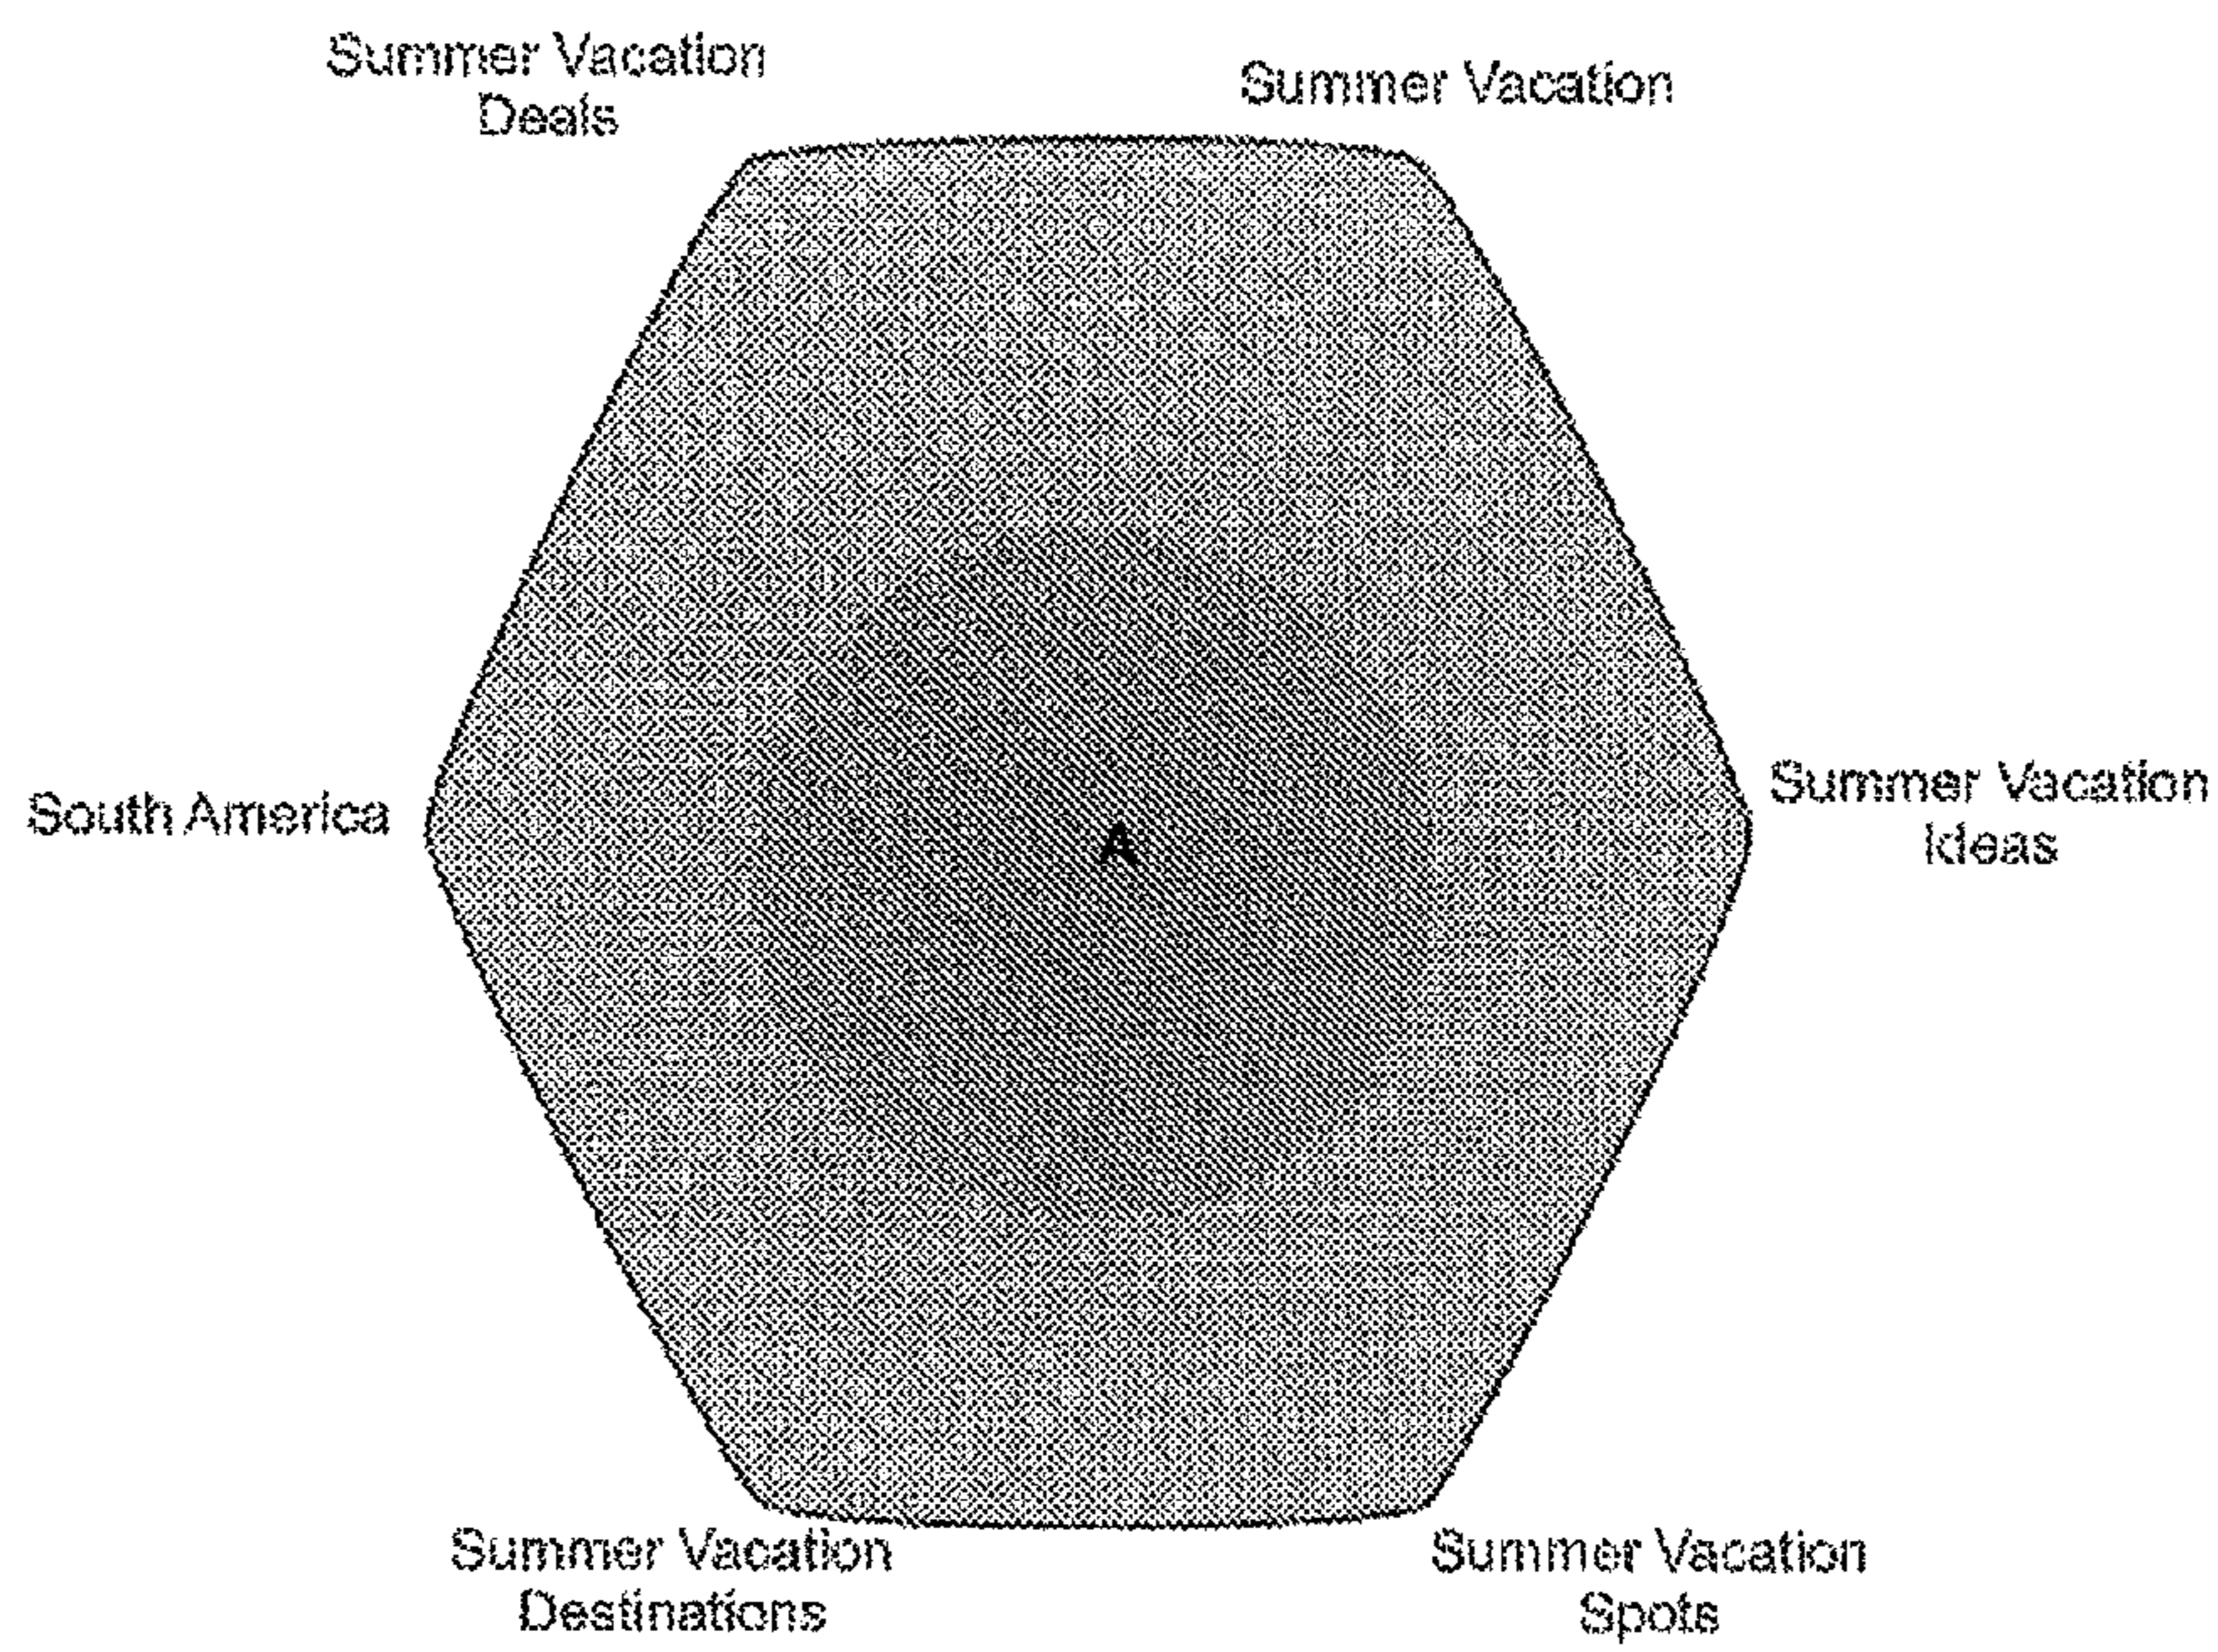 Summer Vacation
Deals
Summer Vacation
South America
A
Summer Vacation
Ideas
Summer Vacation
Destinations
Summer Vacation
Spots